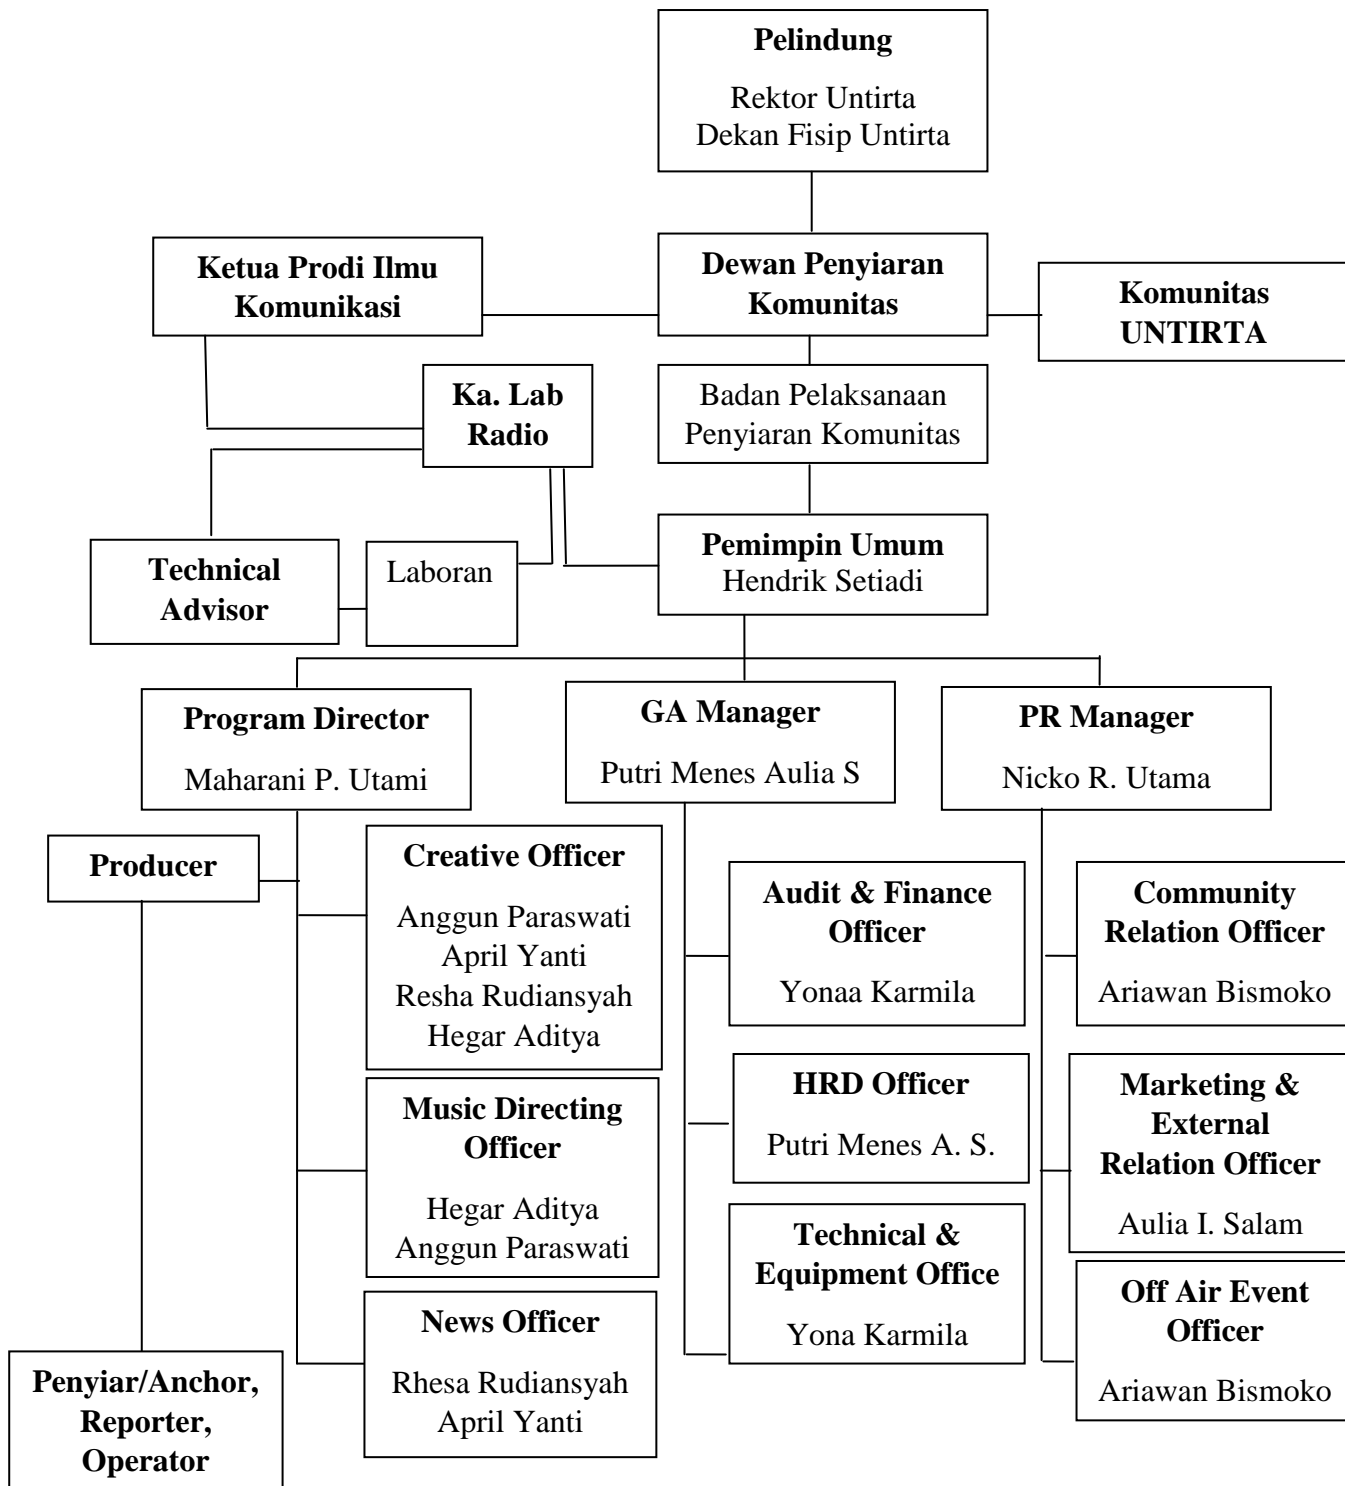 Pelindung
Rektor Untirta
Dekan Fisip Untirta
Ketua Prodi Ilmu
Komunikasi
Dewan Penyiaran
Komunitas
Komunitas
UNTIRTA
Ka. Lab
Radio
Badan Pelaksanaan
Penyiaran Komunitas
Technical
Advisor
Laboran
Pemimpin Umum
Hendrik Setiadi
Program Director
Maharani P. Utami
GA Manager
Putri Menes Aulia S
PR Manager
Nicko R. Utama
Producer
Creative Officer
Anggun Paraswati
April Yanti
Resha Rudiansyah
Hegar Aditya
Audit & Finance
Officer
Yonaa Karmila
Community
Relation Officer
Ariawan Bismoko
Music Directing
Officer
Hegar Aditya
Anggun Paraswati
HRD Officer
Putri Menes A. S.
Marketing &
External
Relation Officer
Aulia I. Salam
News Officer
Rhesa Rudiansyah
April Yanti
Technical &
Equipment Office
Yona Karmila
Off Air Event
Officer
Ariawan Bismoko
Penyiar/Anchor,
Reporter,
Operator